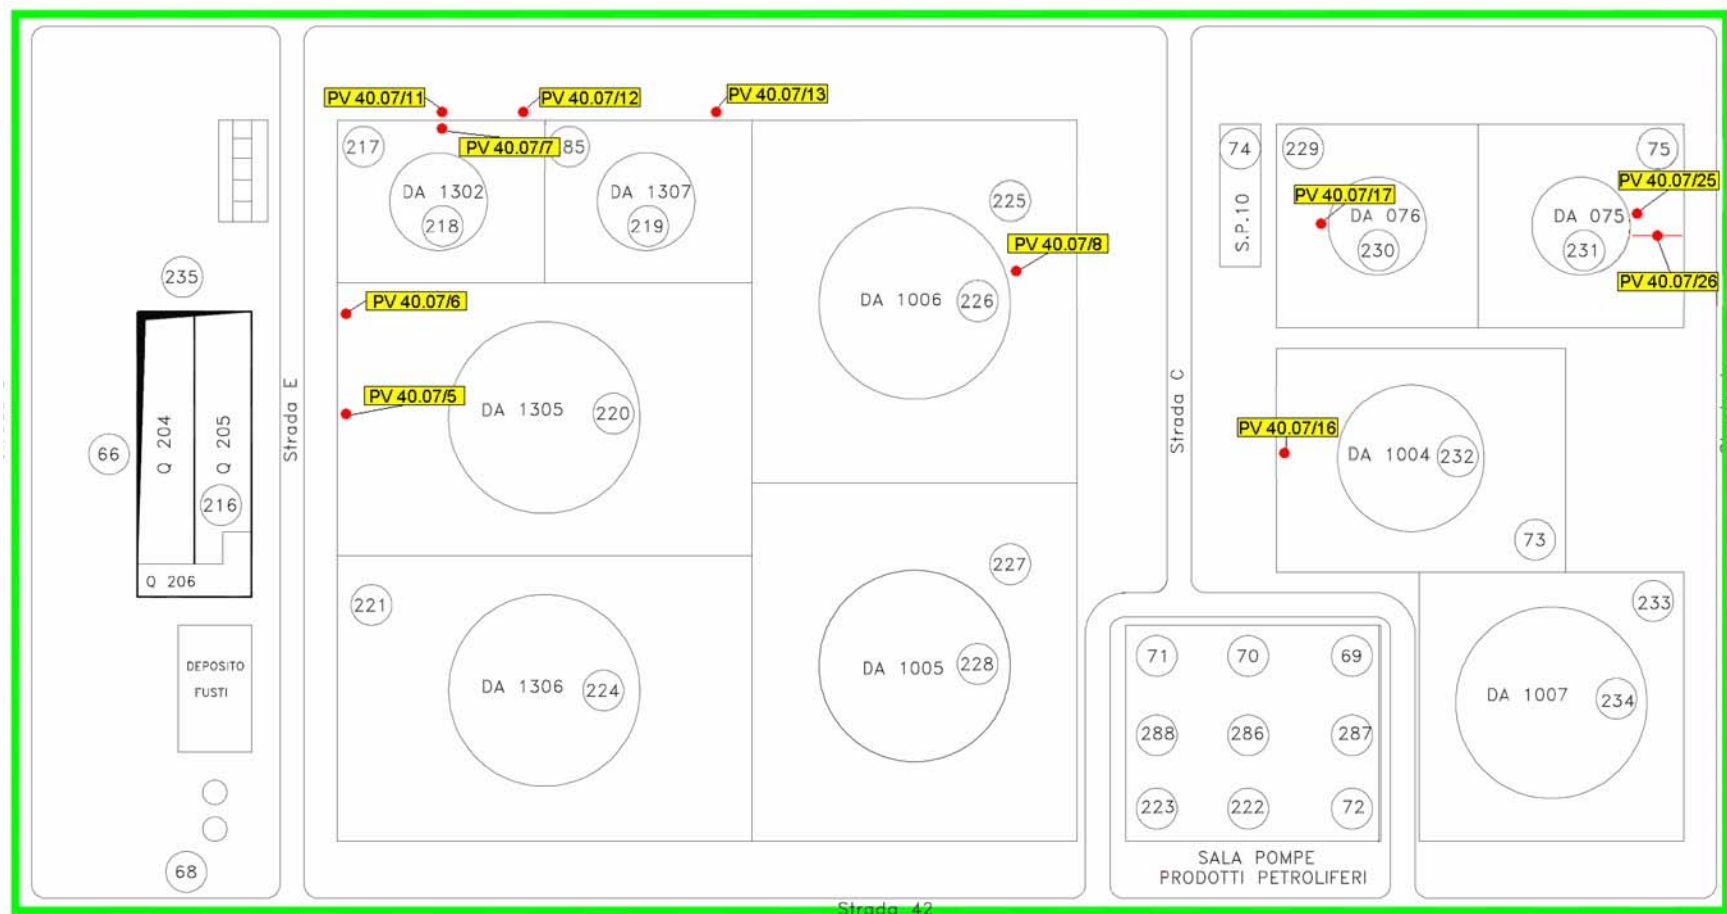 PV 40.07/11
PV 40.07/12
PV 40.07/13
217
PV 40.07/7
85
74
229
75
DA 1302
DA 1307
225
PV 40.07/17
PV 40.07/25
218
219
S.P.10
DA 076
DA 075
PV 40.07/8
230
231
235
PV 40.07/6
DA 1006
226
PV 40.07/26
Strada E
PV 40.07/5
DA 1305
220
Strada C
PV 40.07/16
66
Q 204
Q 205
DA 1004
232
216
73
Q 206
221
227
233
DEPOSITO
FUSTI
DA 1306
224
DA 1005
228
71
70
69
DA 1007
234
288
286
287
223
222
72
68
SALA POMPE
PRODOTTI PETROLIFERI
Strada 42